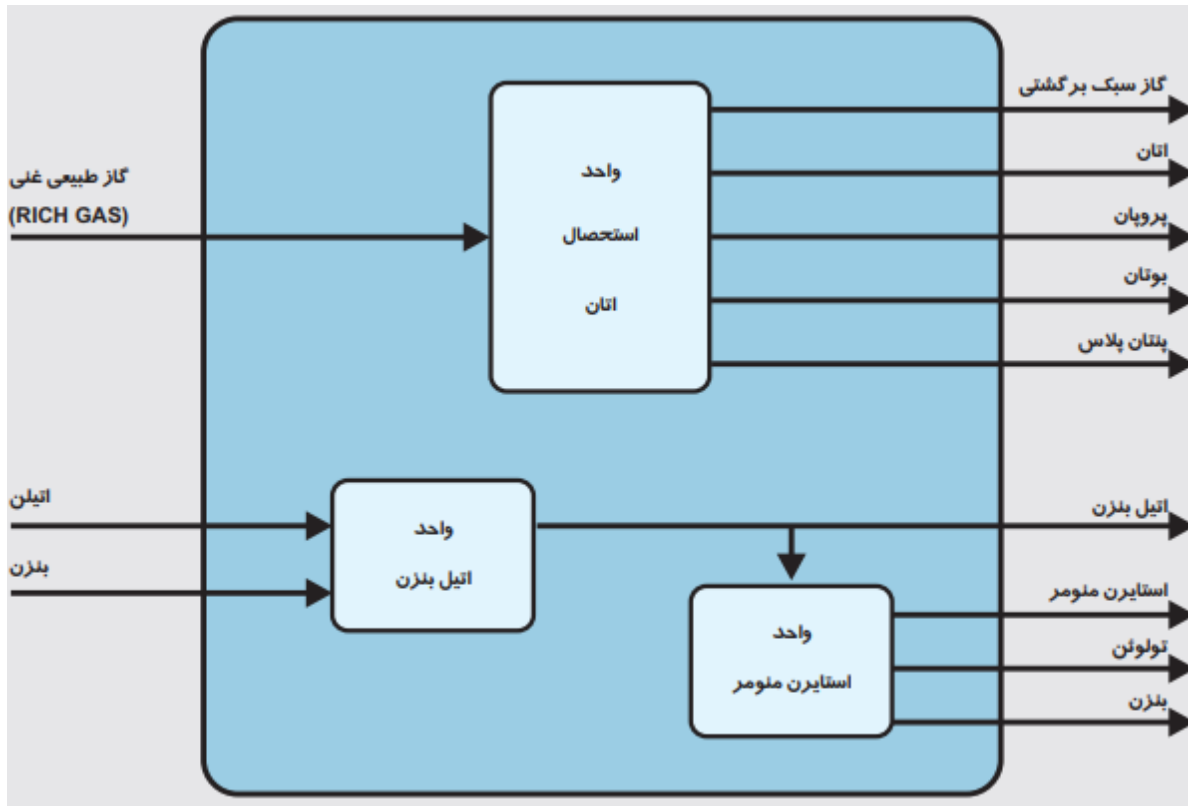 گاز سبک برگشتی
واحد
اتان
گاز طبیعی غنی
(RICH GAS)
استحصال
پروپان
اتان
بوتان
پنتان پلاس
اتیلن
واحد
اتیل بنزن
اتیل بنزن
بنزن
واحد
استایرن منومر
استایرن منومر
تولوئن
بنزن